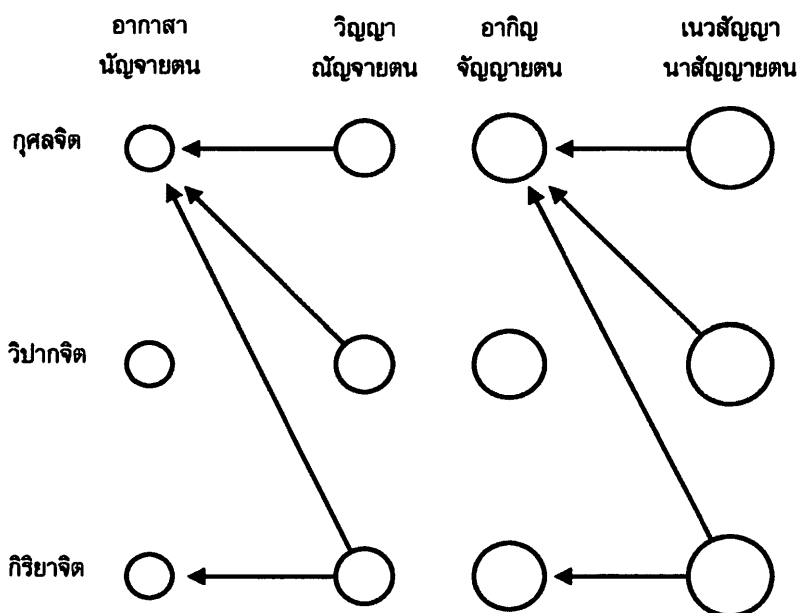 อากาสา
นัญจายตน
วิญญา
ณัญจายตน
อากิญ
จัญญายตน
เนวสัญญา
นาสัญญายตน
กุศลจิต
วิปากจิต
กิริยาจิต